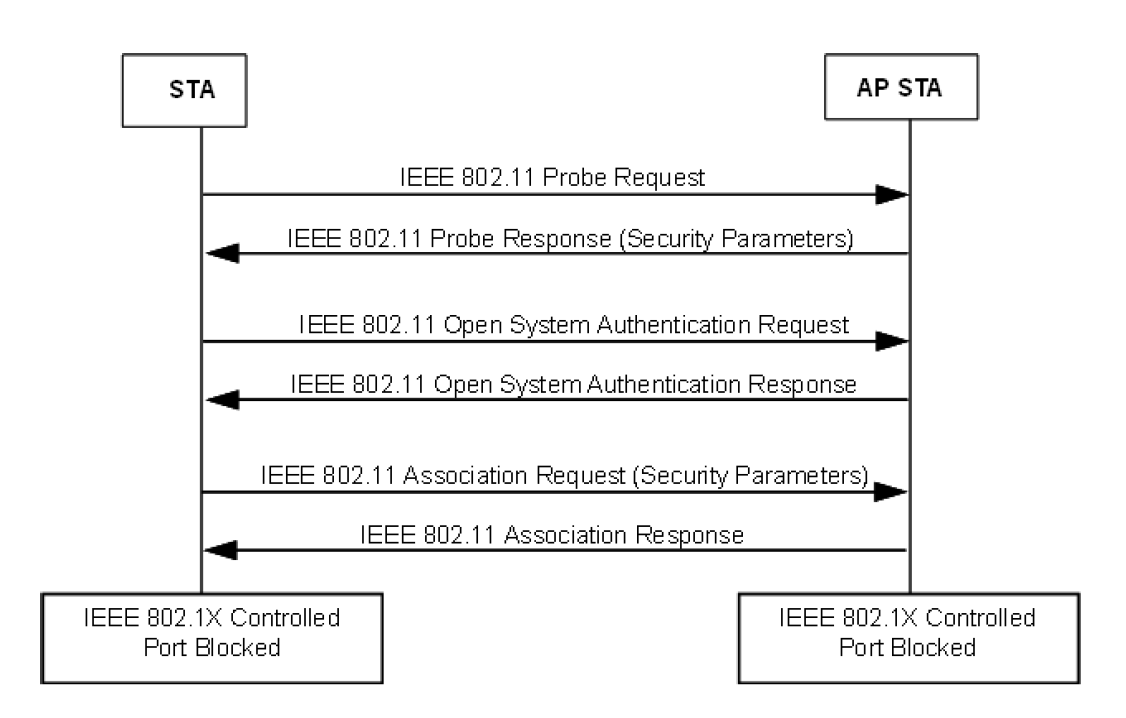 STA
AP STA
IEEE 802.11 Probe Request
IEEE 802.11 Probe Response (Security Parameters)
IEEE 802.11 Open System Authentication Request
IEEE 802.11 Open System Authentication Response
IEEE 802.11 Association Request (Security Parameters)
IEEE 802.11 Association Response
IEEE 802.1X Controlled
Port Blocked
IEEE 802.1X Controlled
Port Blocked